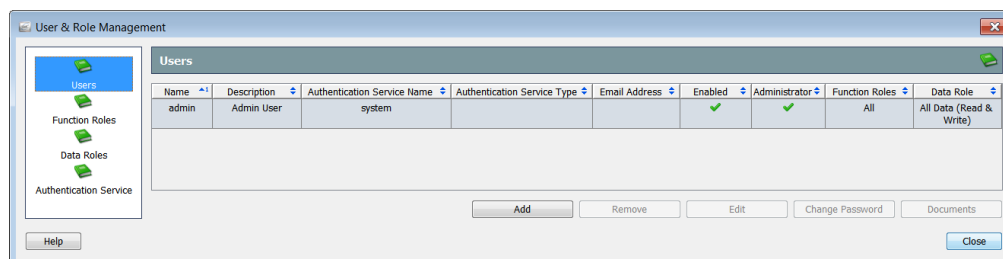 User & Role Management
Users
Function Roles
Data Roles
Authentication Service
Users
Name 1 Description Authentication Service Name Authentication Service Type Email Address Enabled Administrator Function Roles Data Role
admin Admin User system All All Data (Read &
Write)
Add Remove Edit Change Password Documents
Help Close